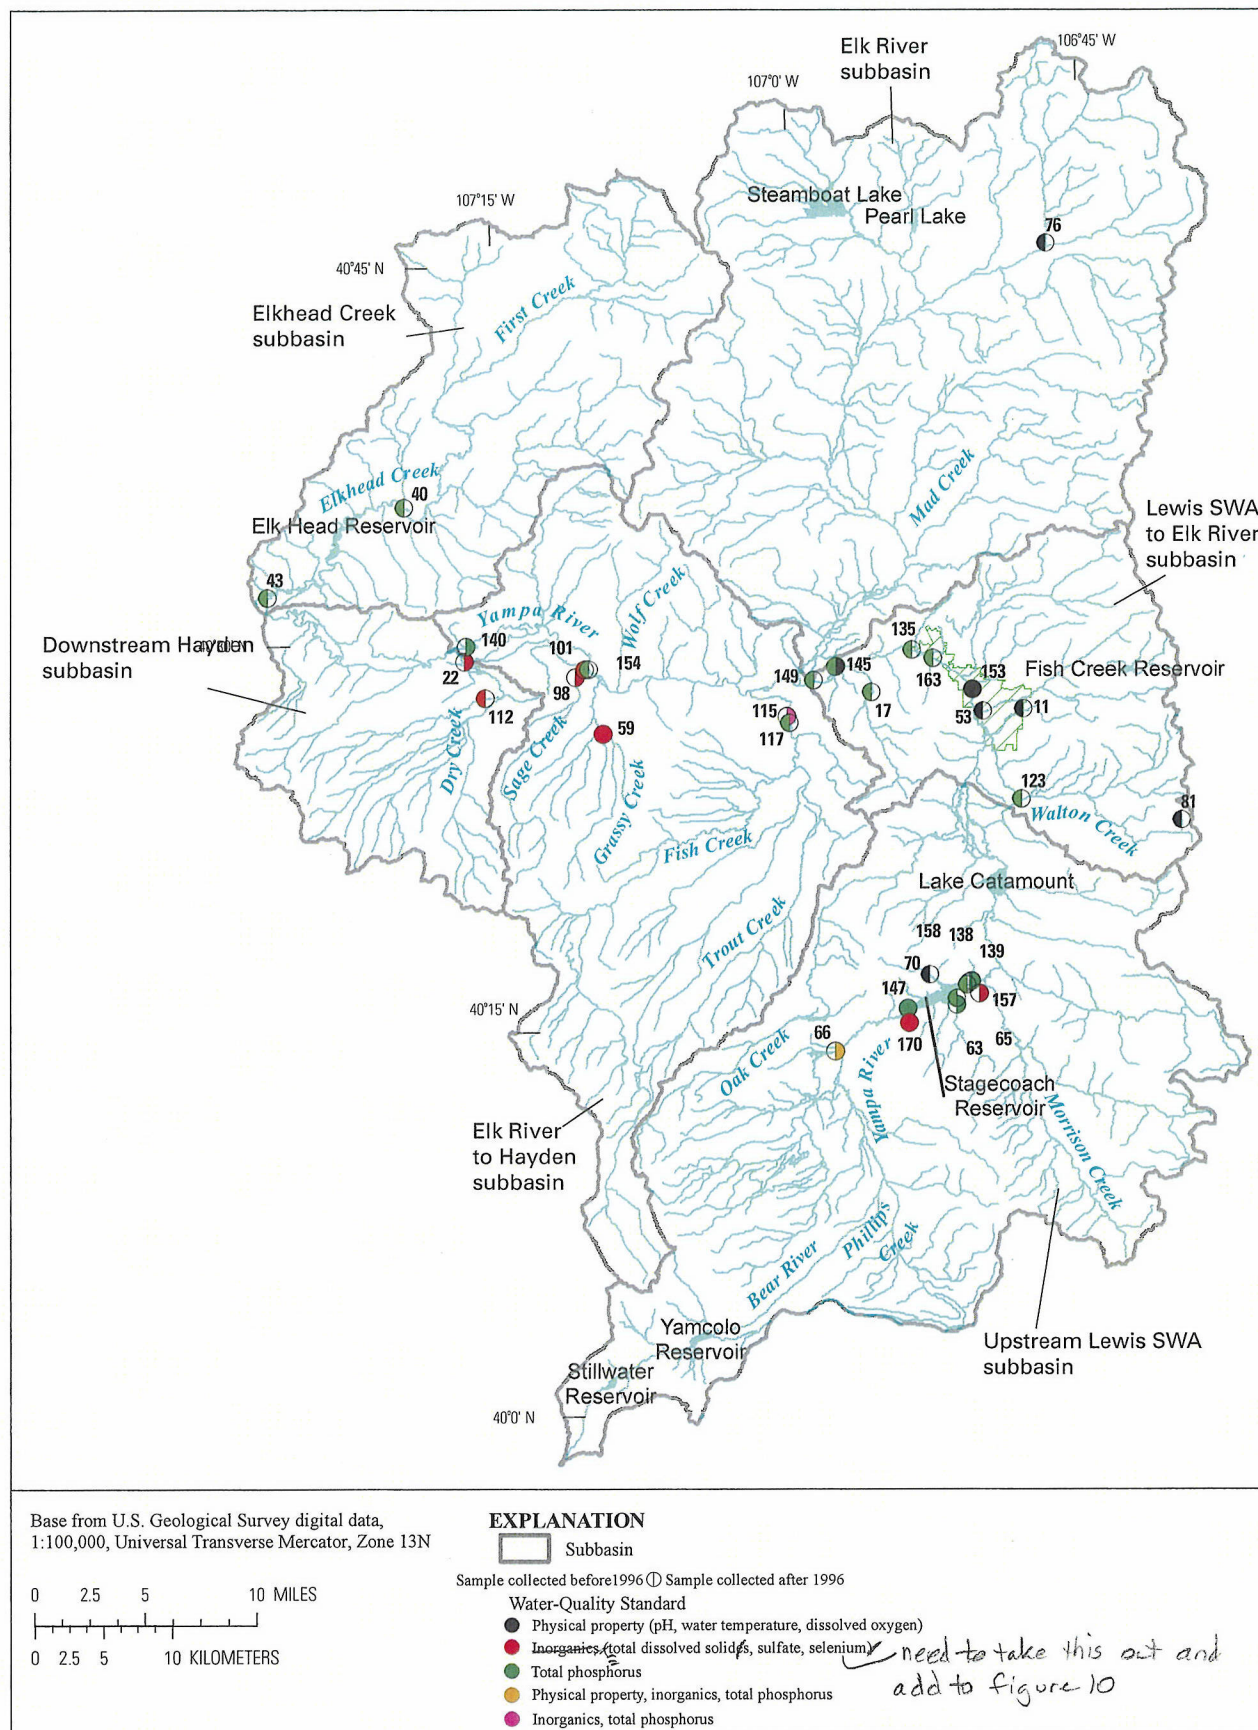 106°45' W
Elk River
subbasin
107°0' W
Steamboat Lake
Pearl Lake
107°15' W
76
40°45' N
First Creek
Elkhead Creek
subbasin
Mad Creek
Elkhead Creek
40
Elk Head Reservoir
Lewis SWA
to Elk River
subbasin
43
Wolf Creek
Yampa River
Downstream Hayden
subbasin
140
101
154
135
145
149
163
153
Fish Creek Reservoir
22
98
112
17
53
11
115
117
59
Dry Creek
Sage Creek
Grassy Creek
Fish Creek
123
81
Walton Creek
Lake Catamount
Trout Creek
158
138
139
70
147
157
40°15' N
66
170
63
65
Oak Creek
Yampa River
Stagecoach
Reservoir
Morrison Creek
Elk River
to Hayden
subbasin
Phillips
Creek
Bear River
Yamcolo
Reservoir
Upstream Lewis SWA
subbasin
Stillwater
Reservoir
40°0' N
Base from U.S. Geological Survey digital data,
1:100,000, Universal Transverse Mercator, Zone 13N
0 2.5 5 10 MILES
0 2.5 5 10 KILOMETERS
EXPLANATION
Subbasin
Sample collected before1996 Sample collected after 1996
Water-Quality Standard
Physical property (pH, water temperature, dissolved oxygen)
Inorganics (total dissolved solids, sulfate, selenium)
need to take this out and
add to figure 10
Total phosphorus
Physical property, inorganics, total phosphorus
Inorganics, total phosphorus